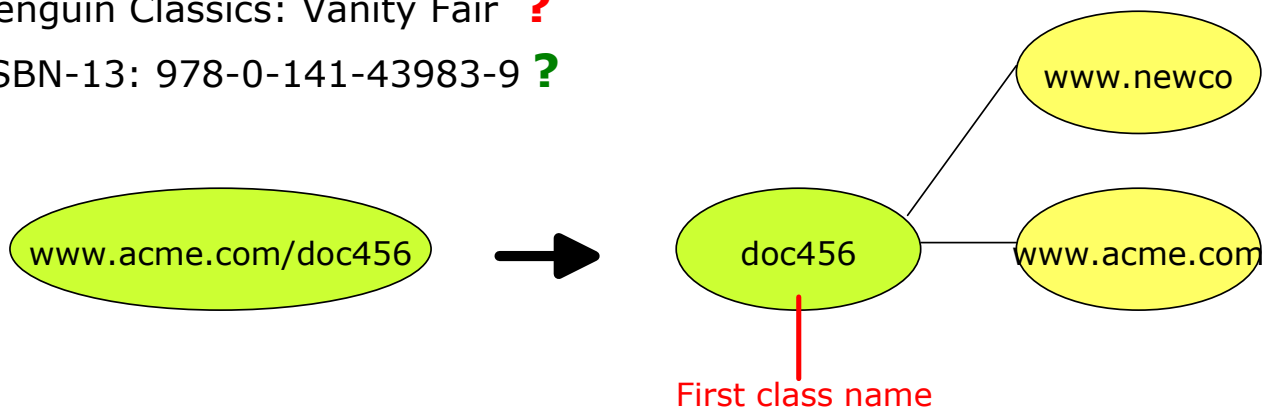 enguin Classics: Vanity Fair ?
SBN-13: 978-0-141-43983-9 ?
www.newco
www.acme.com/doc456
doc456
www.acme.com
First class name